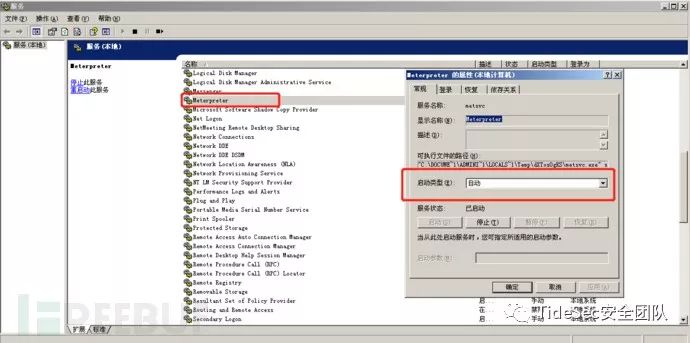 服务
文件(F) 操作(A) 查看(V) 帮助(H)
服务(本地)
服务(本地)
Meterpreter
停止此服务
重启动此服务
名称 描述 状态 启动类型 登录为
Logical Disk Manager
Logical Disk Manager Administrative Service
Messenger
Meterpreter
Microsoft Software Shadow Copy Provider
Net Logon
NetMeeting Remote Desktop Sharing
Network Connections
Network DDE
Network DDE DSDM
Network Location Awareness (NLA)
Network Provisioning Service
NT LM Security Support Provider
Performance Logs and Alerts
Plug and Play
Portable Media Serial Number Service
Print Spooler
Protected Storage
Remote Access Auto Connection Manager
Remote Access Connection Manager
Remote Desktop Help Session Manager
Remote Procedure Call (RPC)
Remote Procedure Call (RPC) Locator
Remote Registry
Removable Storage
Resultant Set of Policy Provider
Routing and Remote Access
Secondary Logon
Meterpreter 的属性(本地计算机)
常规 登录 恢复 依存关系
服务名称: metsvc
显示名称(N): Meterpreter
描述(D):
可执行文件的路径(H):
启动类型(E): 自动
服务状态: 已启动
启动(S) 停止(T) 暂停(P) 恢复(R)
当从此处启动服务时，您可指定所适用的启动参数。
启动参数(M):
确定 取消 应用(A)
手动 本地系统
扩展 标准
REEBUF
TideSec安全团队